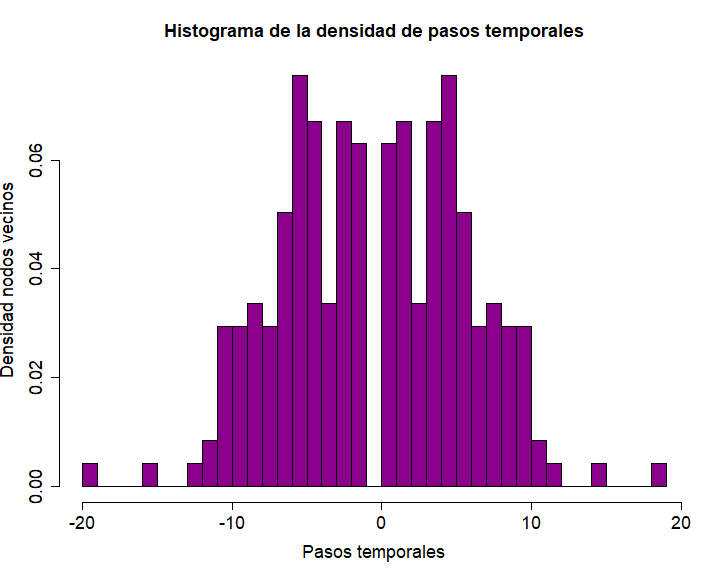 Histograma de la densidad de pasos temporales
Densidad nodos vecinos
0.06
0.04
0.02
0.00
-20 -10 0 10 20
Pasos temporales